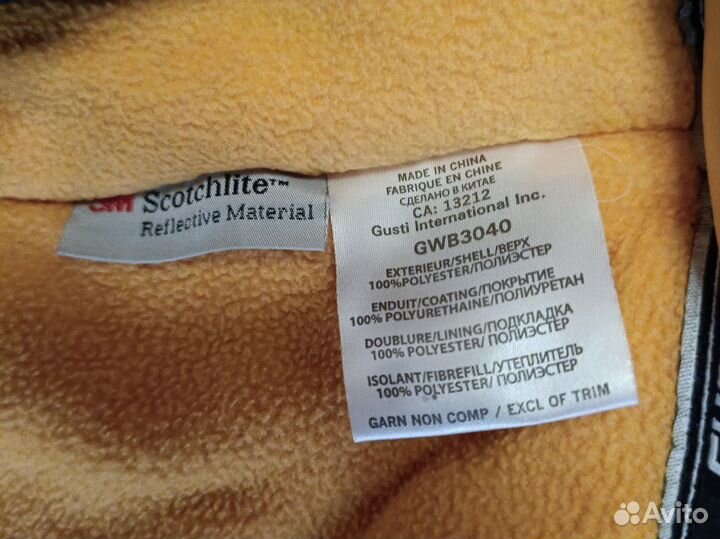 3M Scotchlite™
Reflective Material
MADE IN CHINA
FABRIQUE EN CHINE
СДЕЛАНО В КИТАЕ
CA: 13212
Gusti International Inc.
GWB3040
EXTERIEUR/SHELL/ВЕРХ
100%POLYESTER/ПОЛИЭСТЕР
ENDUIT/COATING/ПОКРЫТИЕ
100% POLYURETHAINE/ПОЛИУРЕТАН
DOUBLURE/LINING/ПОДКЛАДКА
100% POLYESTER/ПОЛИЭСТЕР
ISOLANT/FIBREFILL/УТЕПЛИТЕЛЬ
100% POLYESTER/ ПОЛИЭСТЕР
GARN NON COMP / EXCL OF TRIM
Avito